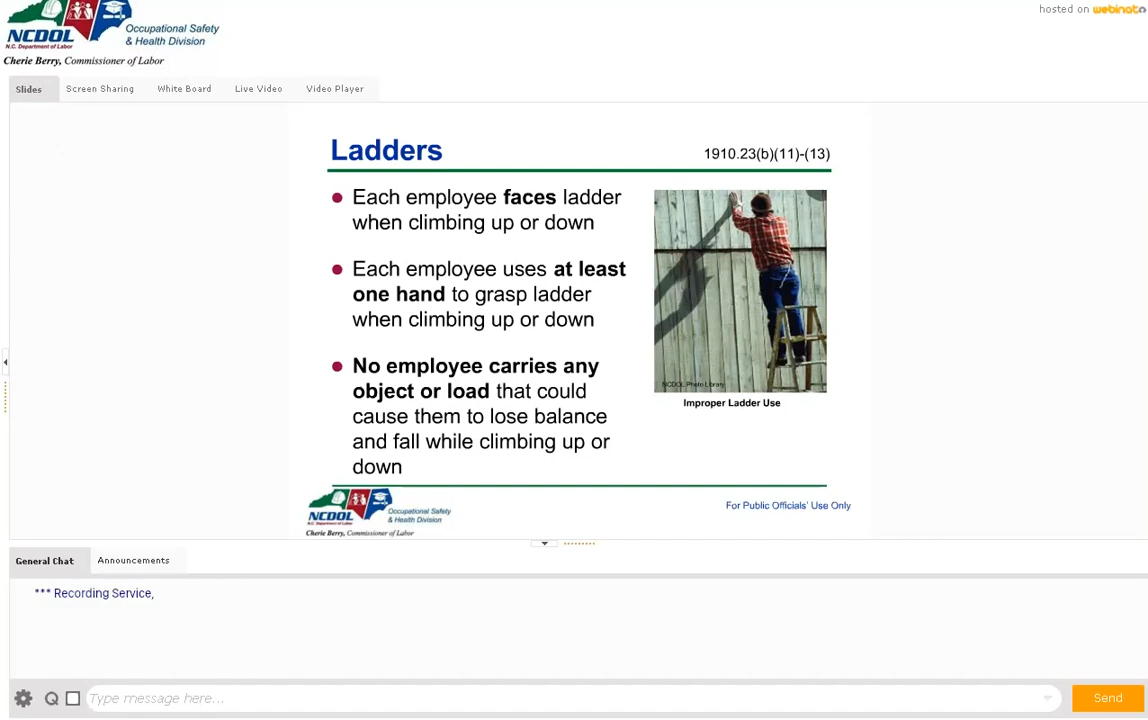 hosted on webinato
NCDOL
N.C. Department of Labor
Occupational Safety
& Health Division
Cherie Berry, Commissioner of Labor
Slides
Screen Sharing
White Board
Live Video
Video Player
Ladders
1910.23(b)(11)-(13)
Each employee faces ladder
when climbing up or down
Each employee uses at least
one hand to grasp ladder
when climbing up or down
No employee carries any
object or load that could
cause them to lose balance
and fall while climbing up or
down
NCDOL Photo Library
Improper Ladder Use
NCDOL
N.C. Department of Labor
Occupational Safety
& Health Division
Cherie Berry, Commissioner of Labor
For Public Officials' Use Only
General Chat
Announcements
*** Recording Service,
Type message here...
Send